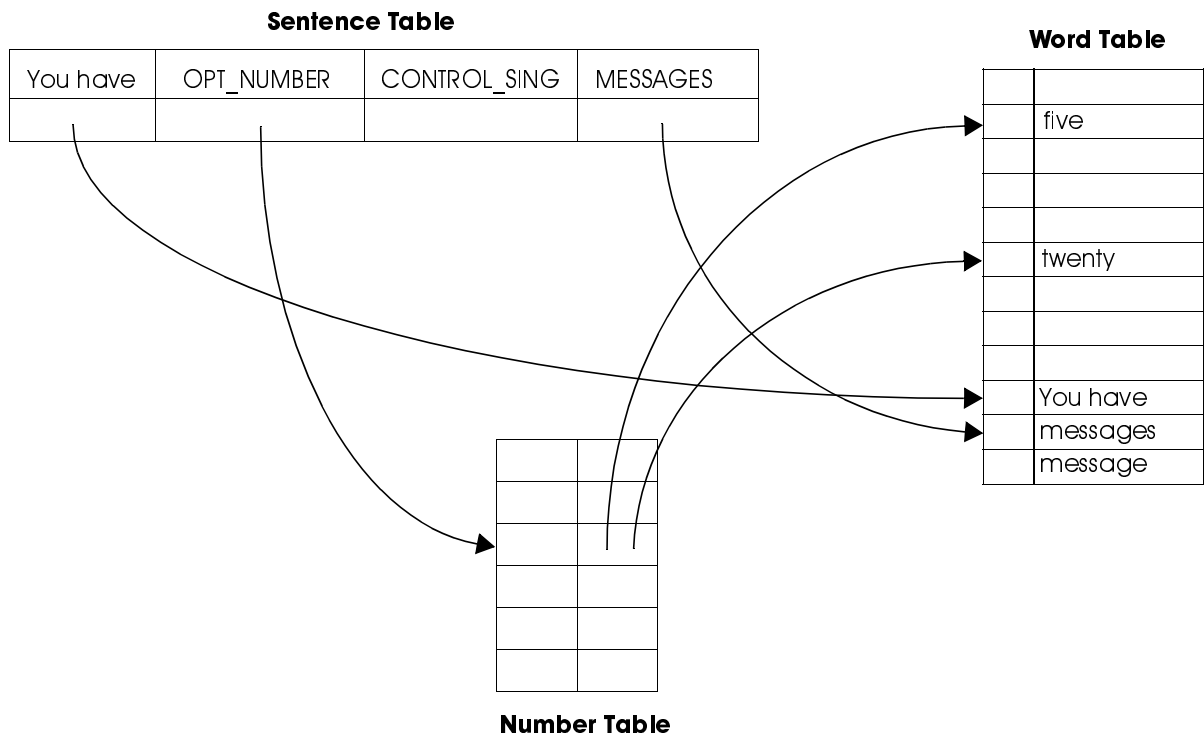 Sentence Table
You have OPT_NUMBER CONTROL_SING MESSAGES
Word Table
five
twenty
You have
messages
message
Number Table